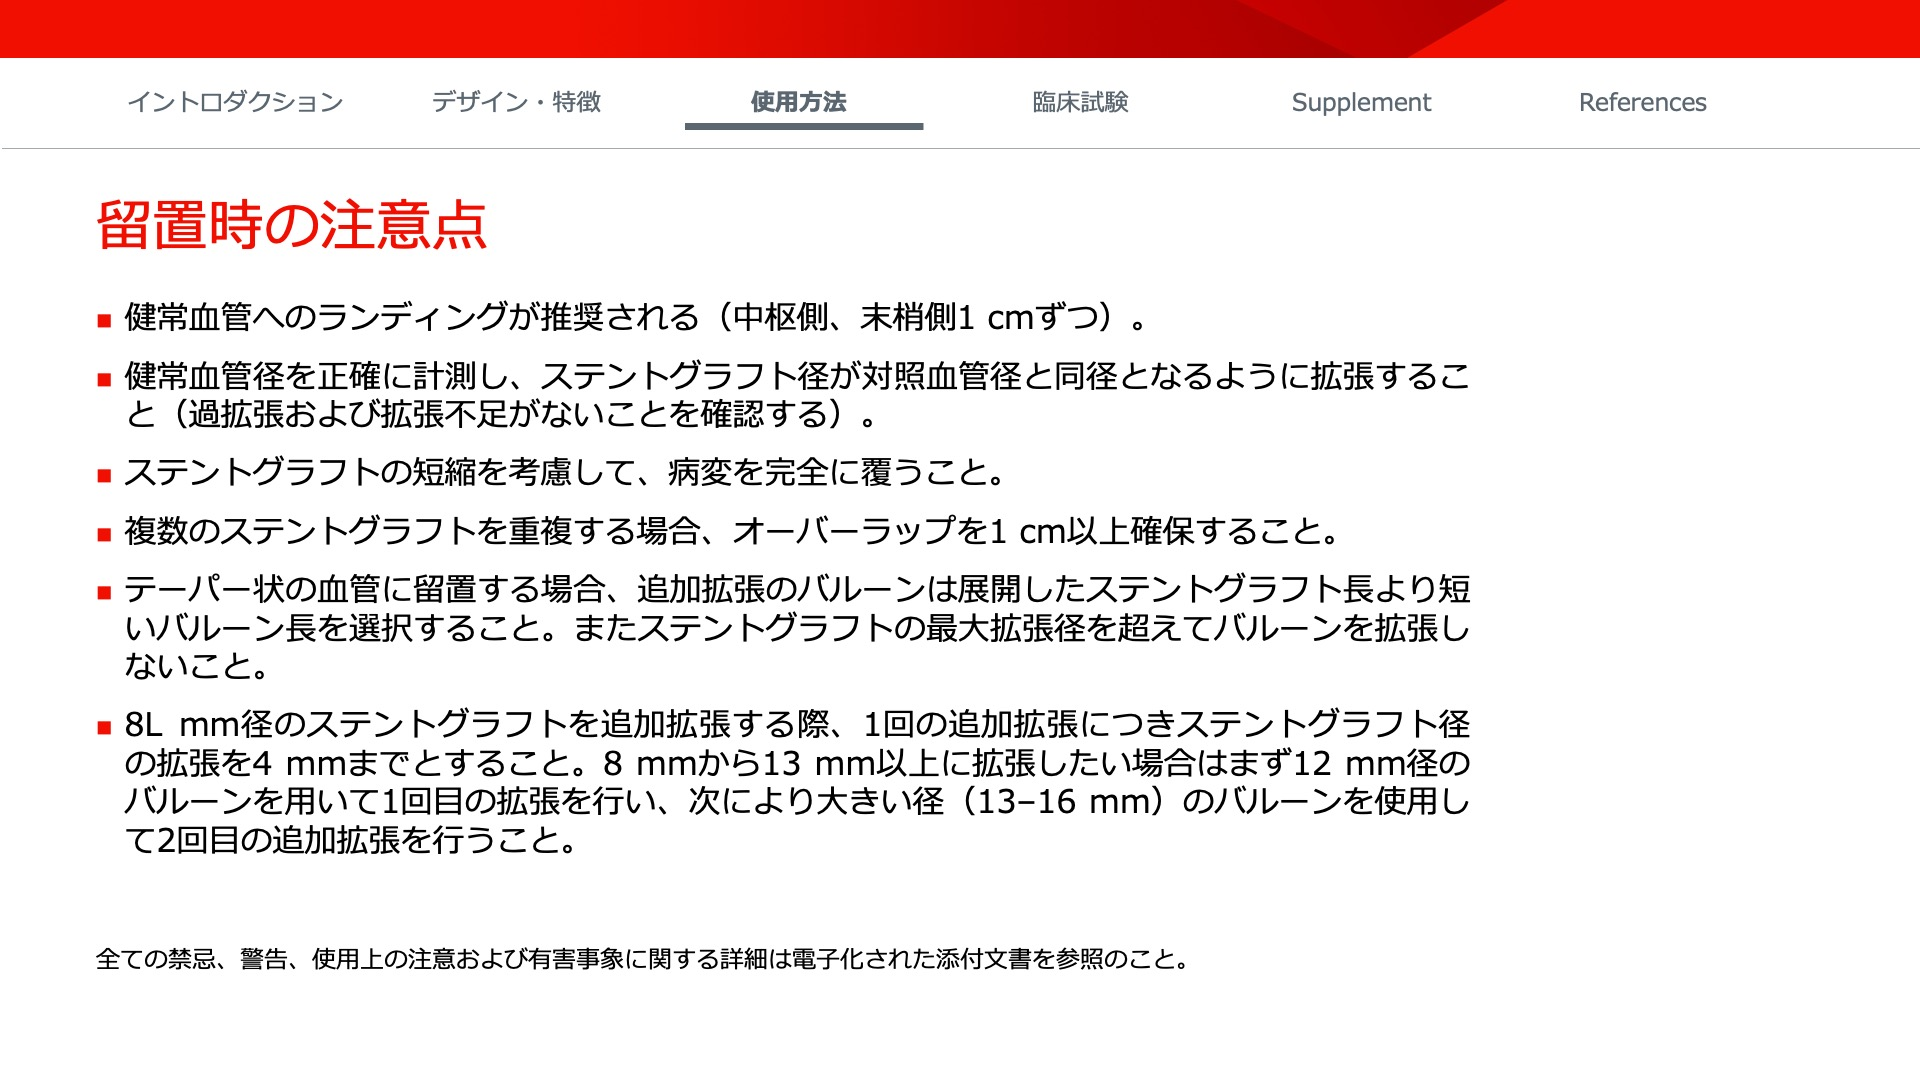 イントロダクション
デザイン・特徴
使用方法
臨床試験
Supplement
References
留置時の注意点
■ 健常血管へのランディングが推奨される（中枢側、末梢側1 cmずつ）。
■ 健常血管径を正確に計測し、ステントグラフト径が対照血管径と同径となるように拡張するこ
と（過拡張および拡張不足がないことを確認する）。
■ ステントグラフトの短縮を考慮して、病変を完全に覆うこと。
■ 複数のステントグラフトを重複する場合、オーバーラップを1 cm以上確保すること。
■ テーパー状の血管に留置する場合、追加拡張のバルーンは展開したステントグラフト長より短
いバルーン長を選択すること。またステントグラフトの最大拡張径を超えてバルーンを拡張し
ないこと。
■ 8L mm径のステントグラフトを追加拡張する際、1回の追加拡張につきステントグラフト径
の拡張を4 mmまでとすること。8 mmから13 mm以上に拡張したい場合はまず12 mm径の
バルーンを用いて1回目の拡張を行い、次により大きい径（13–16 mm）のバルーンを使用し
て2回目の追加拡張を行うこと。
全ての禁忌、警告、使用上の注意および有害事象に関する詳細は電子化された添付文書を参照のこと。